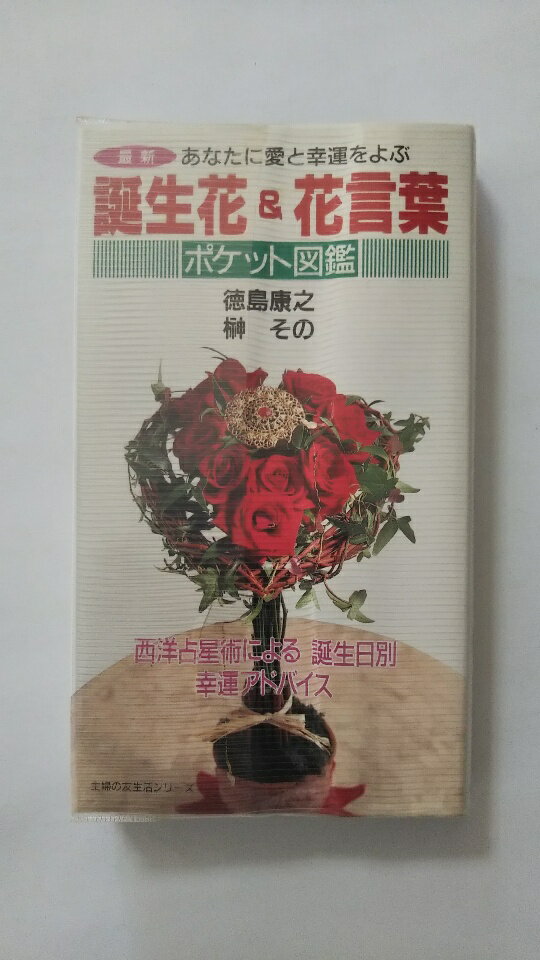 最新 あなたに愛と幸運をよぶ
誕生花&花言葉
ポケット図鑑
徳島康之
榊 その
西洋占星術による 誕生日別
幸運アドバイス
主婦の友生活シリーズ